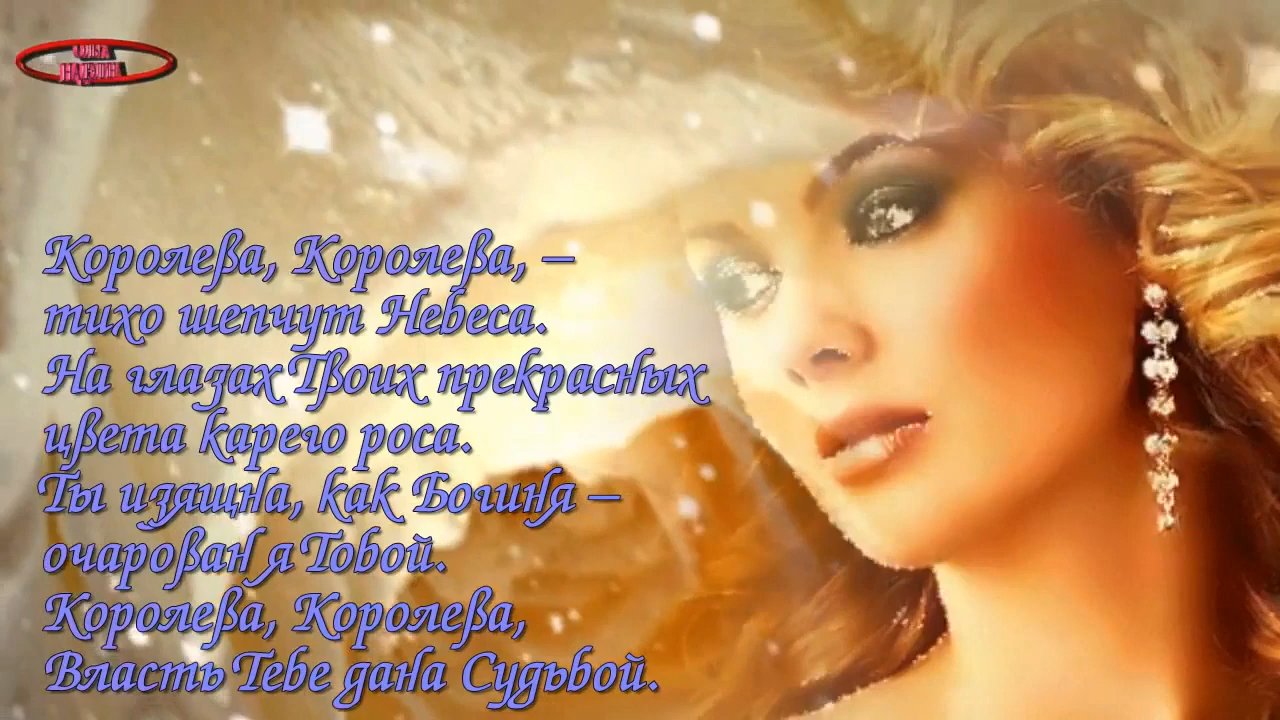 Королева, Королева, –
тихо шепчут Небеса.
На глазах Твоих прекрасных
цвета карего роса.
Ты изящна, как Богиня –
очарован я Тобой.
Королева, Королева,
Власть Тебе дана Судьбой.